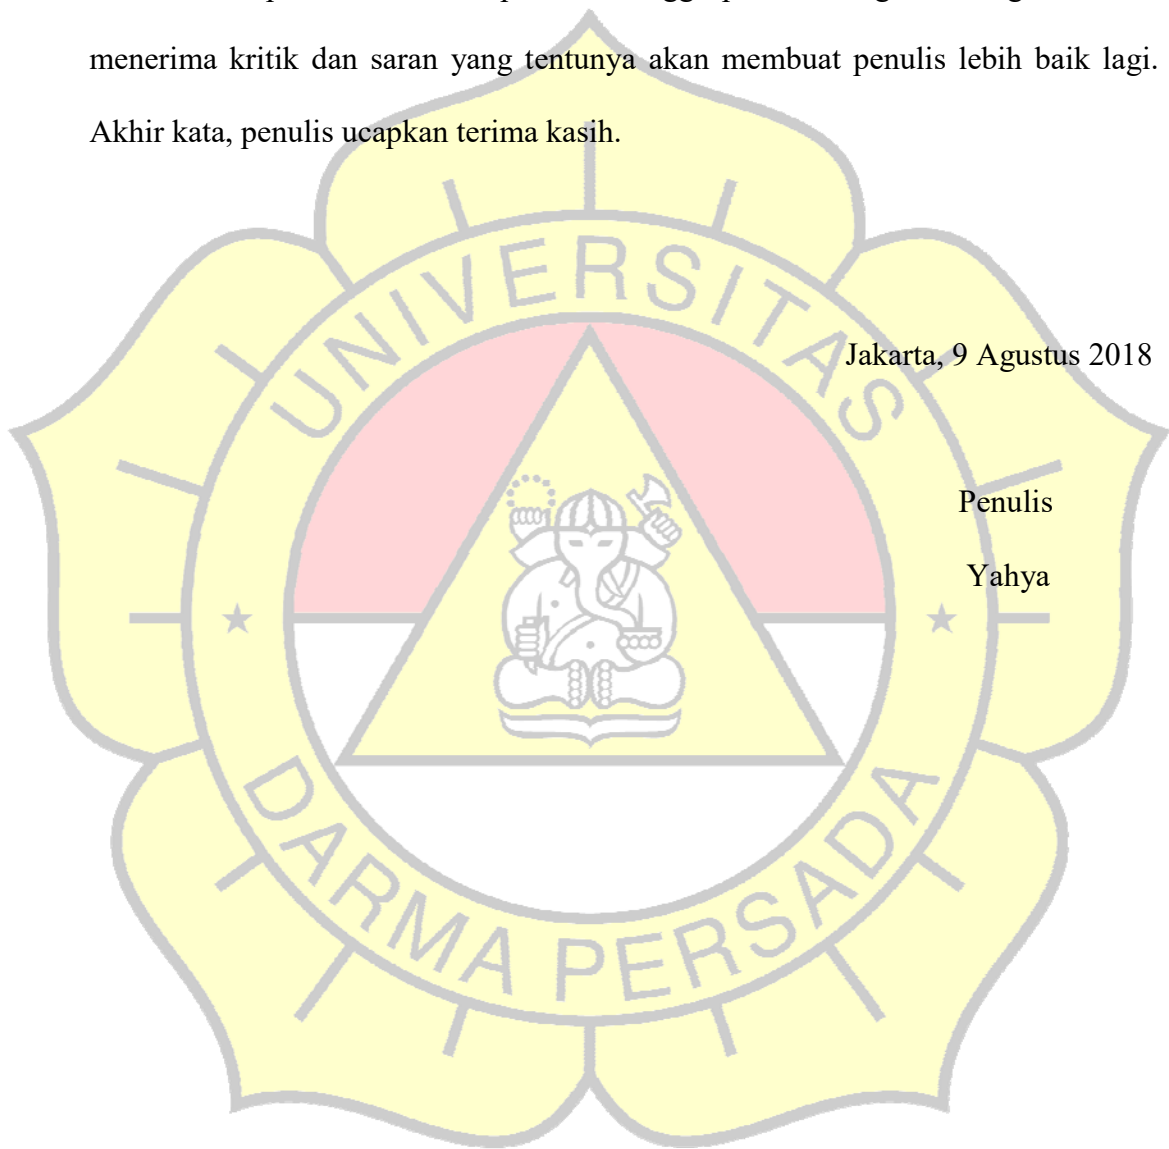 menerima kritik dan saran yang tentunya akan membuat penulis lebih baik lagi.
Akhir kata, penulis ucapkan terima kasih.
UNIVERSITAS
Jakarta, 9 Agustus 2018
Penulis
Yahya
DARMA PERSADA